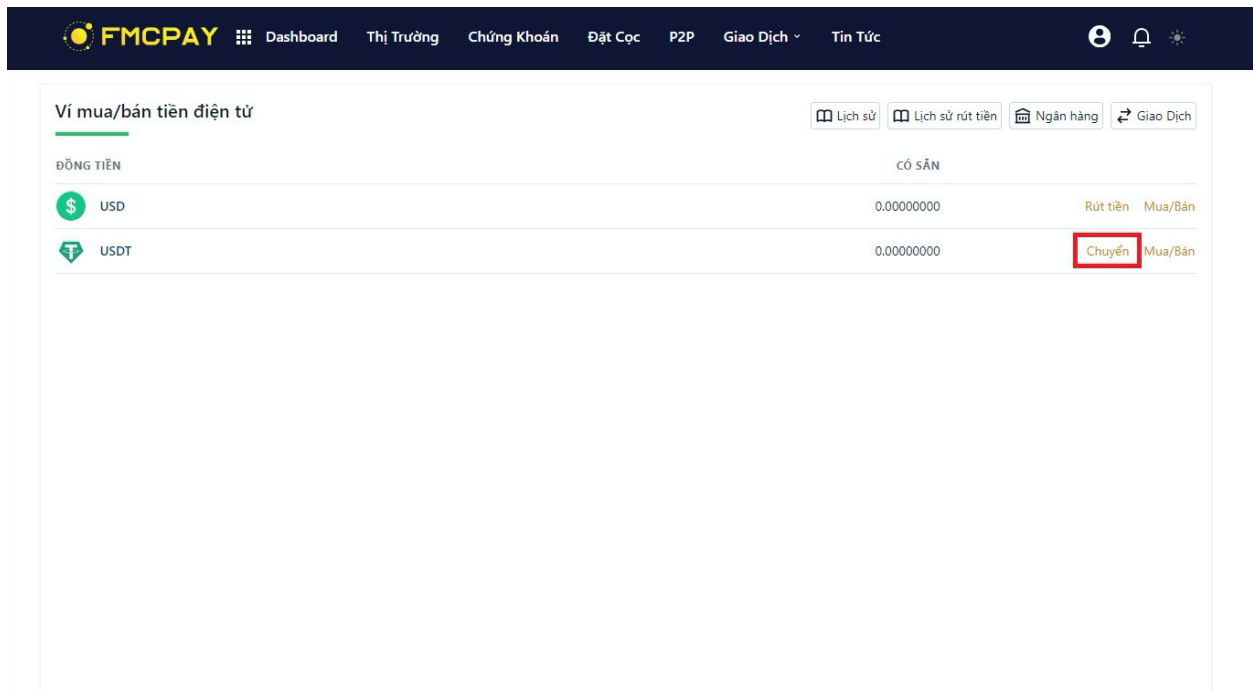 FMCPAY Dashboard Thị Trường Chứng Khoán Đặt Cọc P2P Giao Dịch Tin Tức
Ví mua/bán tiền điện tử Lịch sử Lịch sử rút tiền Ngân hàng Giao Dịch
ĐỒNG TIỀN CÓ SẴN
USD 0.00000000 Rút tiền Mua/Bán
USDT 0.00000000 Chuyển Mua/Bán